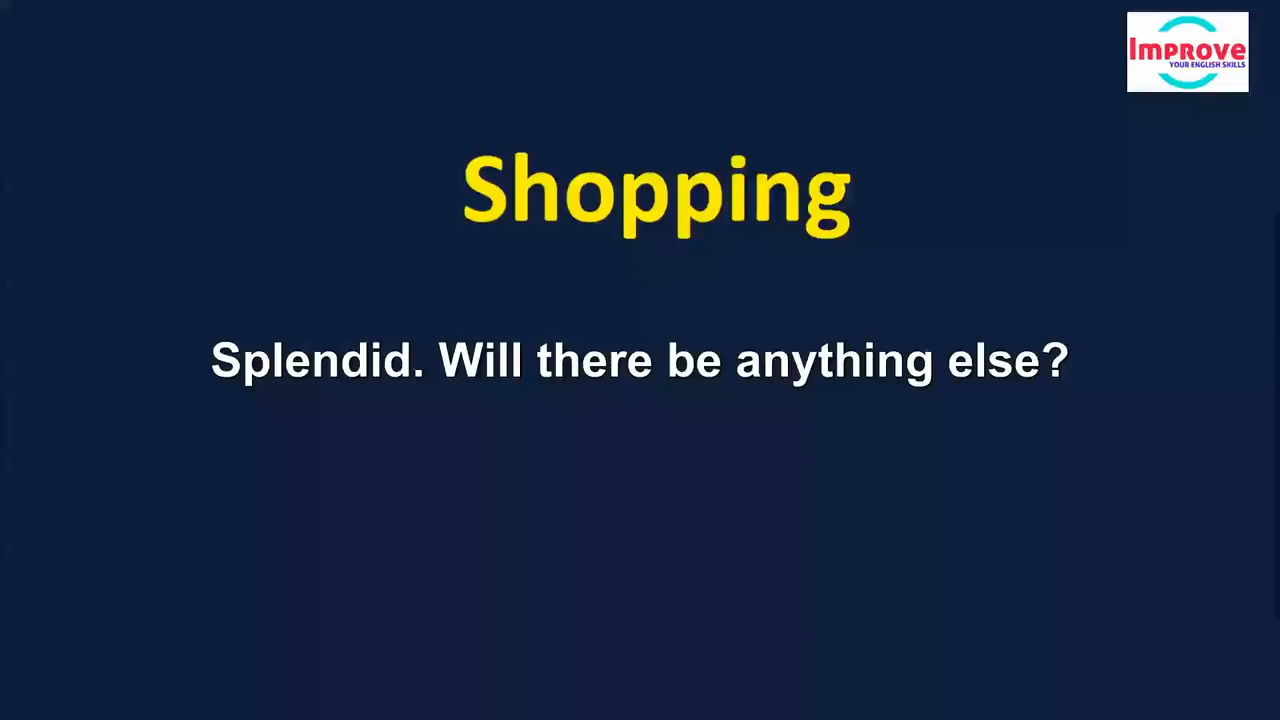 Improve
YOUR ENGLISH SKILLS
Shopping
Splendid. Will there be anything else?